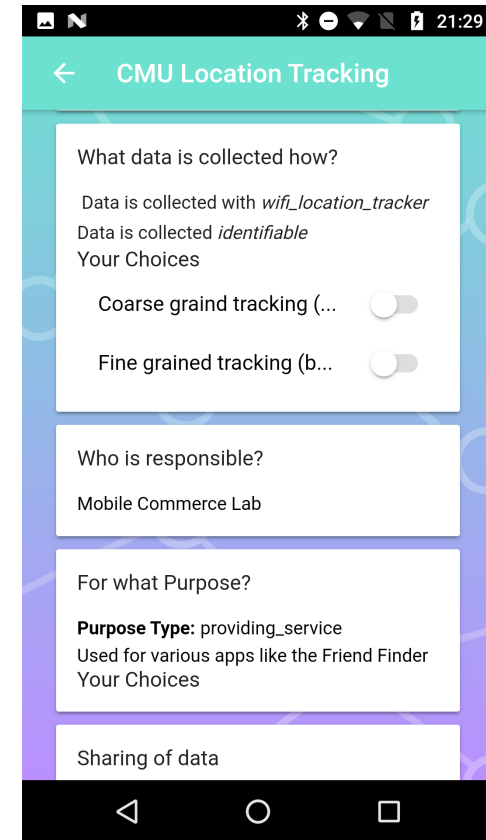 21:29
CMU Location Tracking
What data is collected how?
Data is collected with wifi_location_tracker
Data is collected identifiable
Your Choices
Coarse graind tracking (...
Fine grained tracking (b...
Who is responsible?
Mobile Commerce Lab
For what Purpose?
Purpose Type: providing_service
Used for various apps like the Friend Finder
Your Choices
Sharing of data